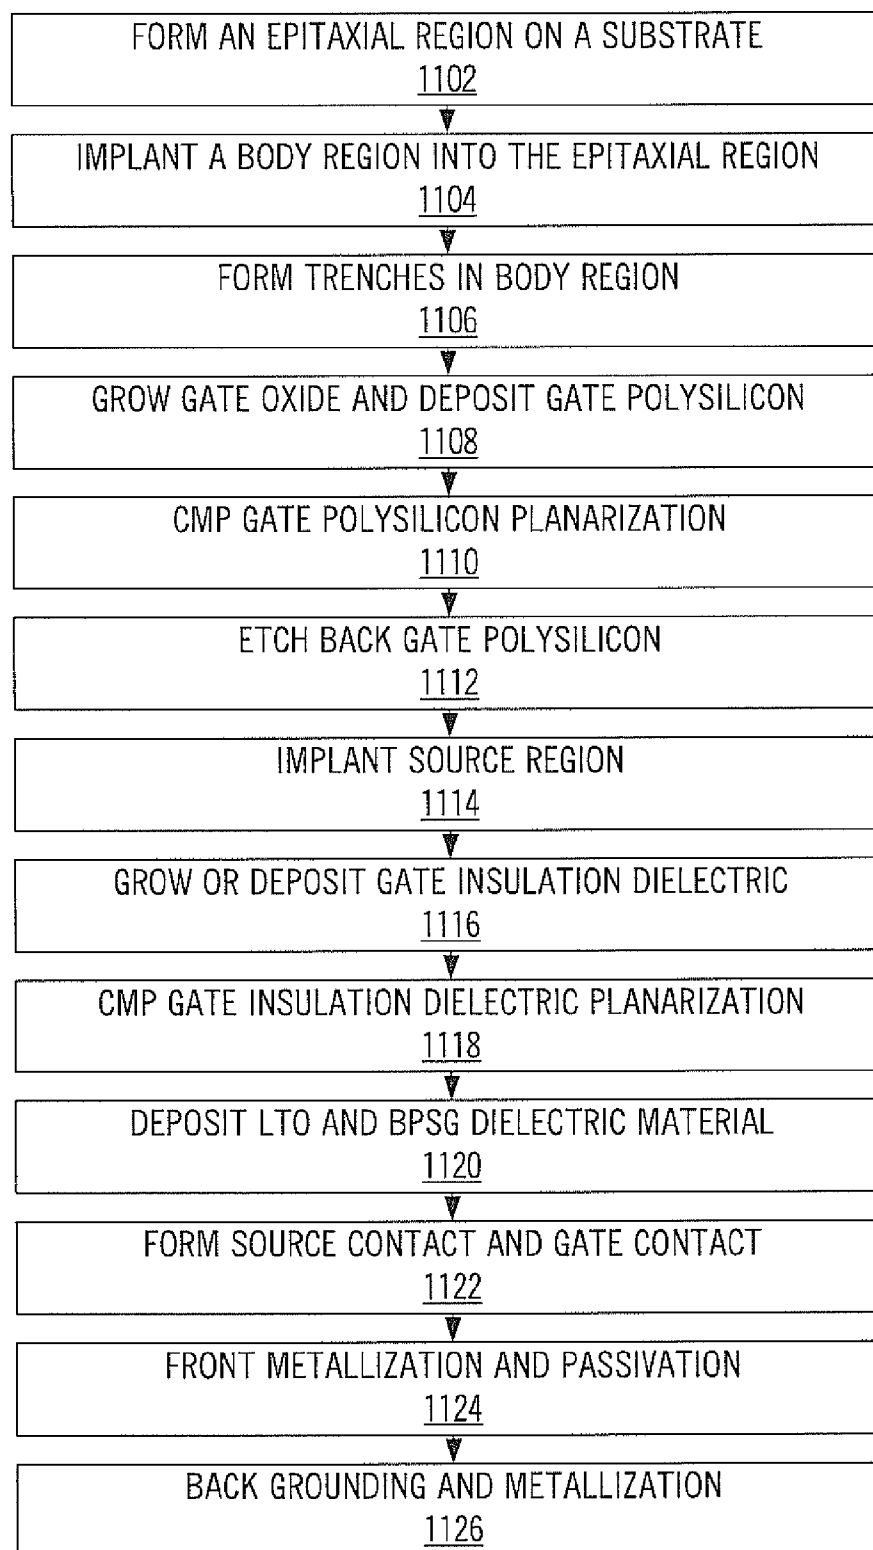 FORM AN EPITAXIAL REGION ON A SUBSTRATE
1102
IMPLANT A BODY REGION INTO THE EPITAXIAL REGION
1104
FORM TRENCHES IN BODY REGION
1106
GROW GATE OXIDE AND DEPOSIT GATE POLYSILICON
1108
CMP GATE POLYSILICON PLANARIZATION
1110
ETCH BACK GATE POLYSILICON
1112
IMPLANT SOURCE REGION
1114
GROW OR DEPOSIT GATE INSULATION DIELECTRIC
1116
CMP GATE INSULATION DIELECTRIC PLANARIZATION
1118
DEPOSIT LTO AND BPSG DIELECTRIC MATERIAL
1120
FORM SOURCE CONTACT AND GATE CONTACT
1122
FRONT METALLIZATION AND PASSIVATION
1124
BACK GROUNDING AND METALLIZATION
1126